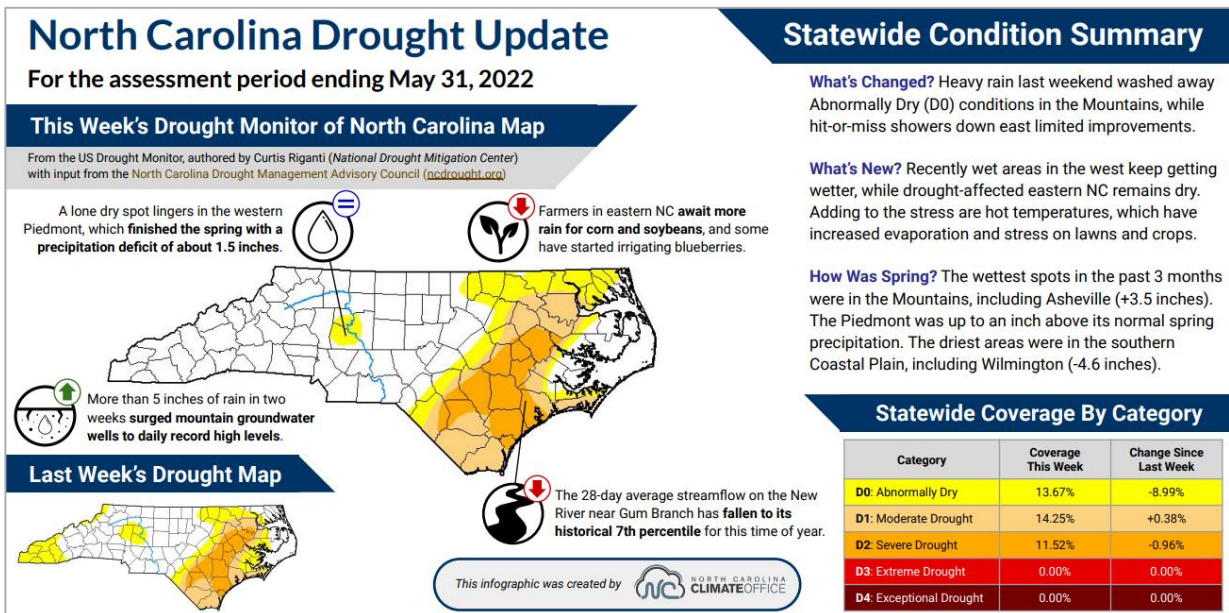 North Carolina Drought Update
For the assessment period ending May 31, 2022
This Week's Drought Monitor of North Carolina Map
From the US Drought Monitor, authored by Curtis Riganti (National Drought Mitigation Center)
with input from the North Carolina Drought Management Advisory Council (ncdrought.org)
A lone dry spot lingers in the western
Piedmont, which finished the spring with a
precipitation deficit of about 1.5 inches.
Farmers in eastern NC await more
rain for corn and soybeans, and some
have started irrigating blueberries.
More than 5 inches of rain in two
weeks surged mountain groundwater
wells to daily record high levels.
Last Week's Drought Map
The 28-day average streamflow on the New
River near Gum Branch has fallen to its
historical 7th percentile for this time of year.
This infographic was created by
NC
NORTH CAROLINA
CLIMATEOFFICE
Statewide Condition Summary
What's Changed? Heavy rain last weekend washed away
Abnormally Dry (D0) conditions in the Mountains, while
hit-or-miss showers down east limited improvements.
What's New? Recently wet areas in the west keep getting
wetter, while drought-affected eastern NC remains dry.
Adding to the stress are hot temperatures, which have
increased evaporation and stress on lawns and crops.
How Was Spring? The wettest spots in the past 3 months
were in the Mountains, including Asheville (+3.5 inches).
The Piedmont was up to an inch above its normal spring
precipitation. The driest areas were in the southern
Coastal Plain, including Wilmington (-4.6 inches).
Statewide Coverage By Category
Category Coverage This Week Change Since Last Week
D0: Abnormally Dry 13.67% -8.99%
D1: Moderate Drought 14.25% +0.38%
D2: Severe Drought 11.52% -0.96%
D3: Extreme Drought 0.00% 0.00%
D4: Exceptional Drought 0.00% 0.00%